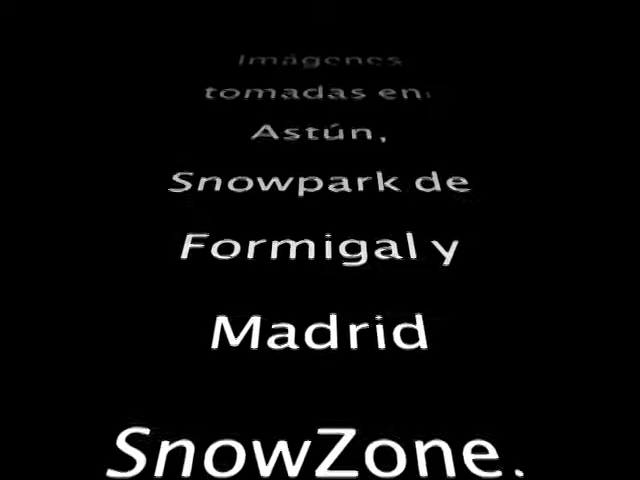 Imágenes
tomadas en:
Astún,
Snowpark de
Formigal y
Madrid
SnowZone.